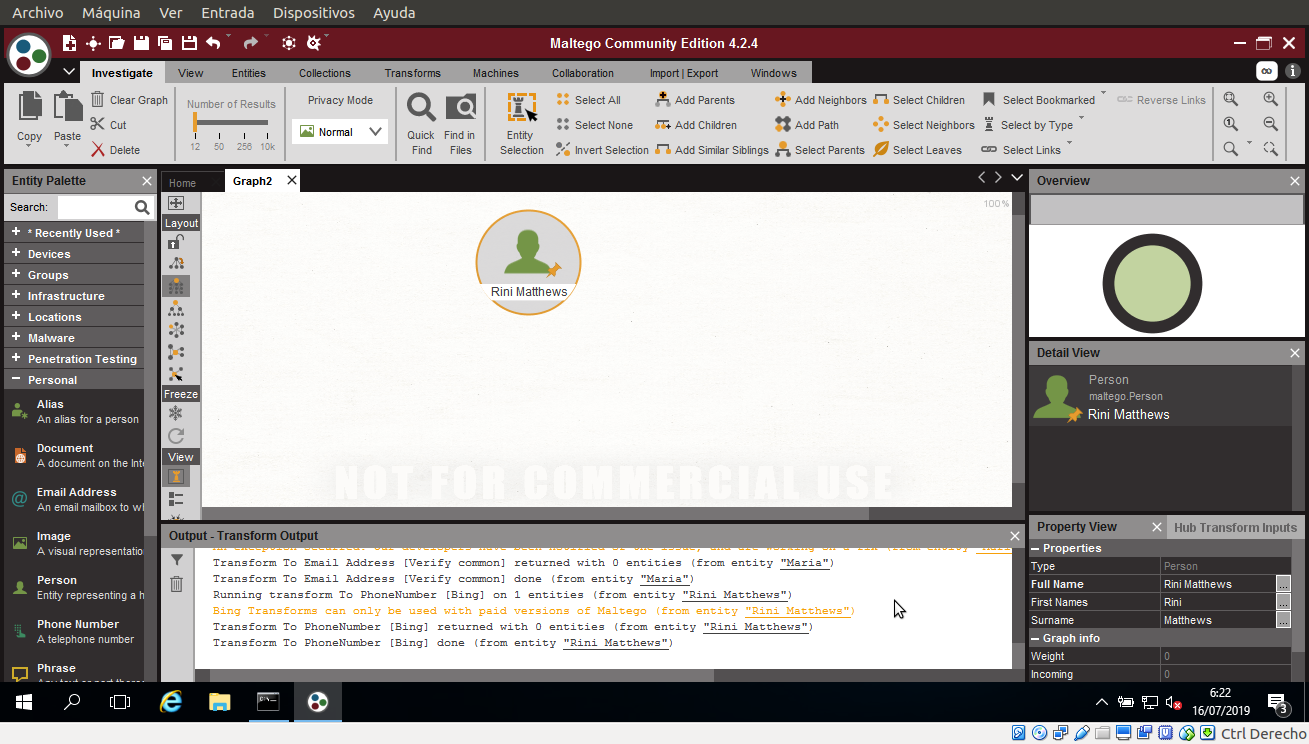 Archivo Máquina Ver Entrada Dispositivos Ayuda
Maltego Community Edition 4.2.4
Investigate View Entities Collections Transforms Machines Collaboration Import | Export Windows
Copy
Paste
Clear Graph
Cut
Delete
Number of Results
12 50 256 10k
Privacy Mode
Normal
Quick Find
Find in Files
Entity Selection
Select All
Select None
Invert Selection
Add Parents
Add Children
Add Similar Siblings
Add Neighbors
Add Path
Select Parents
Select Children
Select Neighbors
Select Leaves
Select Bookmarked
Select by Type
Select Links
Reverse Links
Entity Palette
Search:
* Recently Used *
Devices
Groups
Infrastructure
Locations
Malware
Penetration Testing
Personal
Alias
An alias for a person
Document
A document on the Inte
Email Address
An email mailbox to wh
Image
A visual representatio
Person
Entity representing a h
Phone Number
A telephone number
Phrase
Home Graph2
Layout
Freeze
View
100%
Rini Matthews
NOT FOR COMMERCIAL USE
Output - Transform Output
Transform To Email Address [Verify common] returned with 0 entities (from entity "Maria")
Transform To Email Address [Verify common] done (from entity "Maria")
Running transform To PhoneNumber [Bing] on 1 entities (from entity "Rini Matthews")
Bing Transforms can only be used with paid versions of Maltego (from entity "Rini Matthews")
Transform To PhoneNumber [Bing] returned with 0 entities (from entity "Rini Matthews")
Transform To PhoneNumber [Bing] done (from entity "Rini Matthews")
Overview
Detail View
Person
maltego.Person
Rini Matthews
Property View Hub Transform Inputs
Properties
Type Person
Full Name Rini Matthews
First Names Rini
Surname Matthews
Graph info
Weight 0
Incoming 0
6:22
16/07/2019
3
Ctrl Derecho